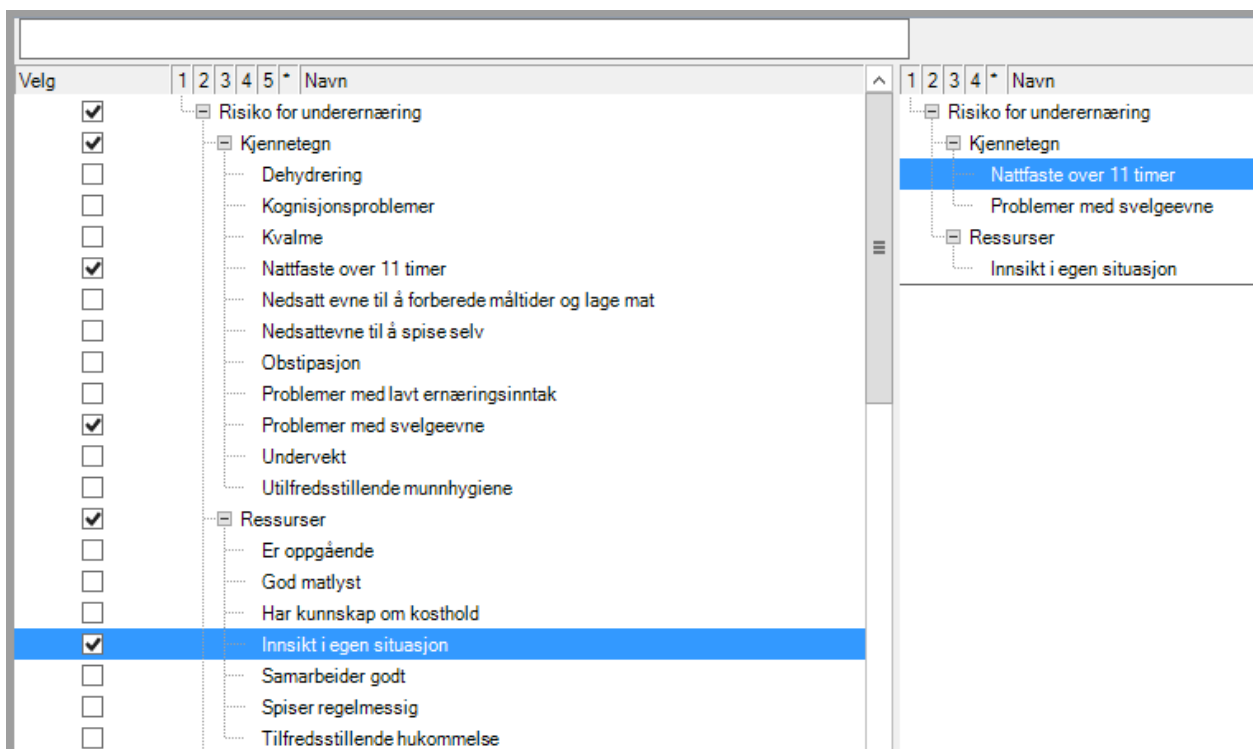 Velg 1 2 3 4 5 * Navn
Risiko for underernæring
Kjennetegn
Dehydrering
Kognisjonsproblemer
Kvalme
Nattfaste over 11 timer
Nedsatt evne til å forberede måltider og lage mat
Nedsattevne til å spise selv
Obstipasjon
Problemer med lavt ernæringsinntak
Problemer med svelgeevne
Undervekt
Utilfredsstillende munnhygiene
Ressurser
Er oppgående
God matlyst
Har kunnskap om kosthold
Innsikt i egen situasjon
Samarbeider godt
Spiser regelmessig
Tilfredsstillende hukommelse
1 2 3 4 * Navn
Risiko for underernæring
Kjennetegn
Nattfaste over 11 timer
Problemer med svelgeevne
Ressurser
Innsikt i egen situasjon